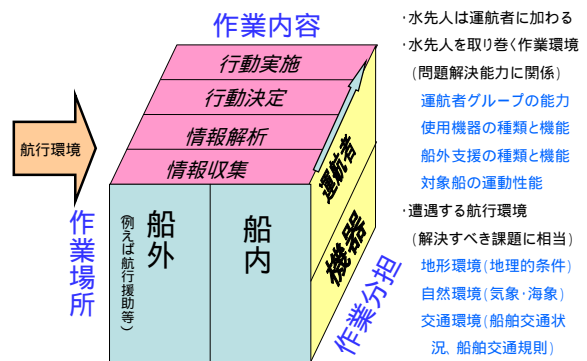 作業内容
行動実施
行動決定
情報解析
情報収集
航行環境
作業場所
船外
(例えば航行援助等)
船内
運航者
機器
作業分担
・水先人は運航者に加わる
・水先人を取り巻く作業環境
(問題解決能力に関係)
運航者グループの能力
使用機器の種類と機能
船外支援の種類と機能
対象船の運動性能
・遭遇する航行環境
(解決すべき課題に相当)
地形環境(地理的条件)
自然環境(気象・海象)
交通環境(船舶交通状
況、船舶交通規則)